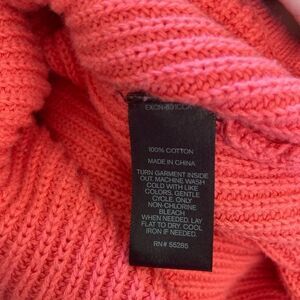 100% COTTON
MADE IN CHINA
TURN GARMENT INSIDE
OUT. MACHINE WASH
COLD WITH LIKE
COLORS, GENTLE
CYCLE. ONLY
NON-CHLORINE
BLEACH
WHEN NEEDED. LAY
FLAT TO DRY. COOL
IRON IF NEEDED.
RN# 55285